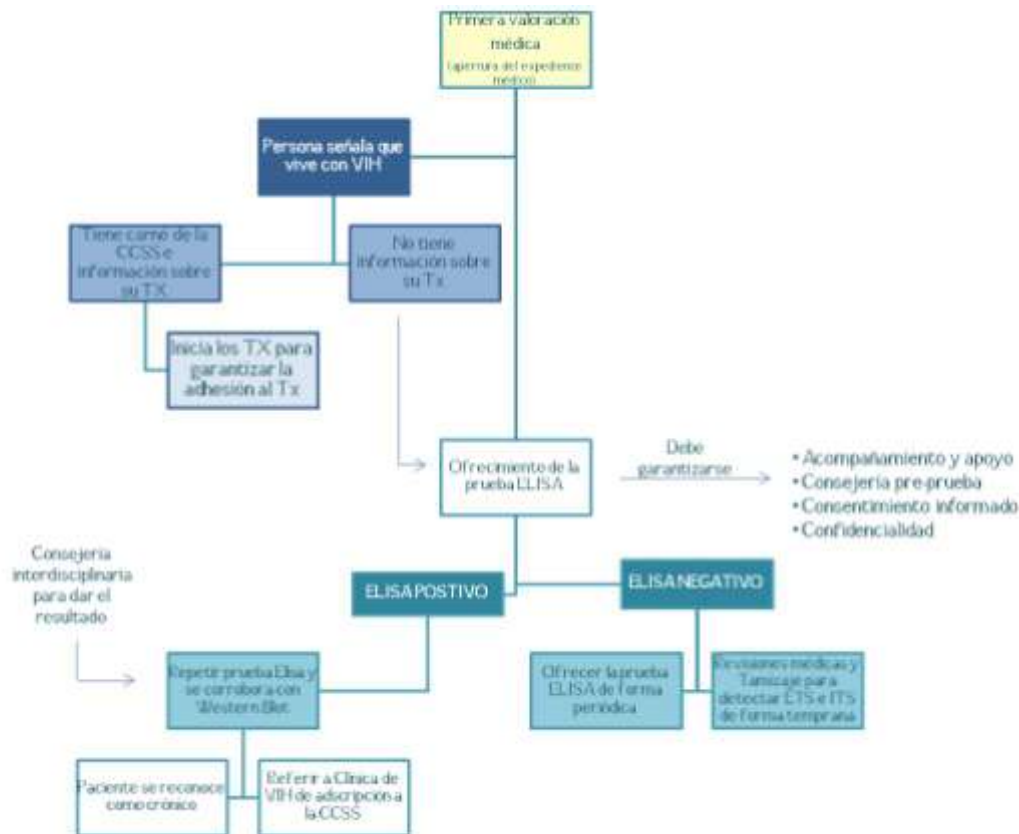 Primera valoración
médica
(apertura del expediente
médico)
Persona señala que
vive con VIH
Tiene carné de la
CCSS e
información sobre
su TX
No tiene
información sobre
su Tx
Inicia los TX para
garantizar la
adhesión al Tx
Ofrecimiento de la
prueba ELISA
Debe
garantizarse
• Acompañamiento y apoyo
• Consejería pre-prueba
• Consentimiento informado
• Confidencialidad
Consejería
interdisciplinaria
para dar el
resultado
ELISA POSTIVO
ELISA NEGATIVO
Repetir prueba Elisa y
se corrobora con
Western Blot
Ofrecer la prueba
ELISA de forma
periódica
Revisiones médicas y
Tamizaje para
detectar ETS e ITS
de forma temprana
Paciente se reconoce
como crónico
Referir a Clínica de
VIH de adscripción a
la CCSS